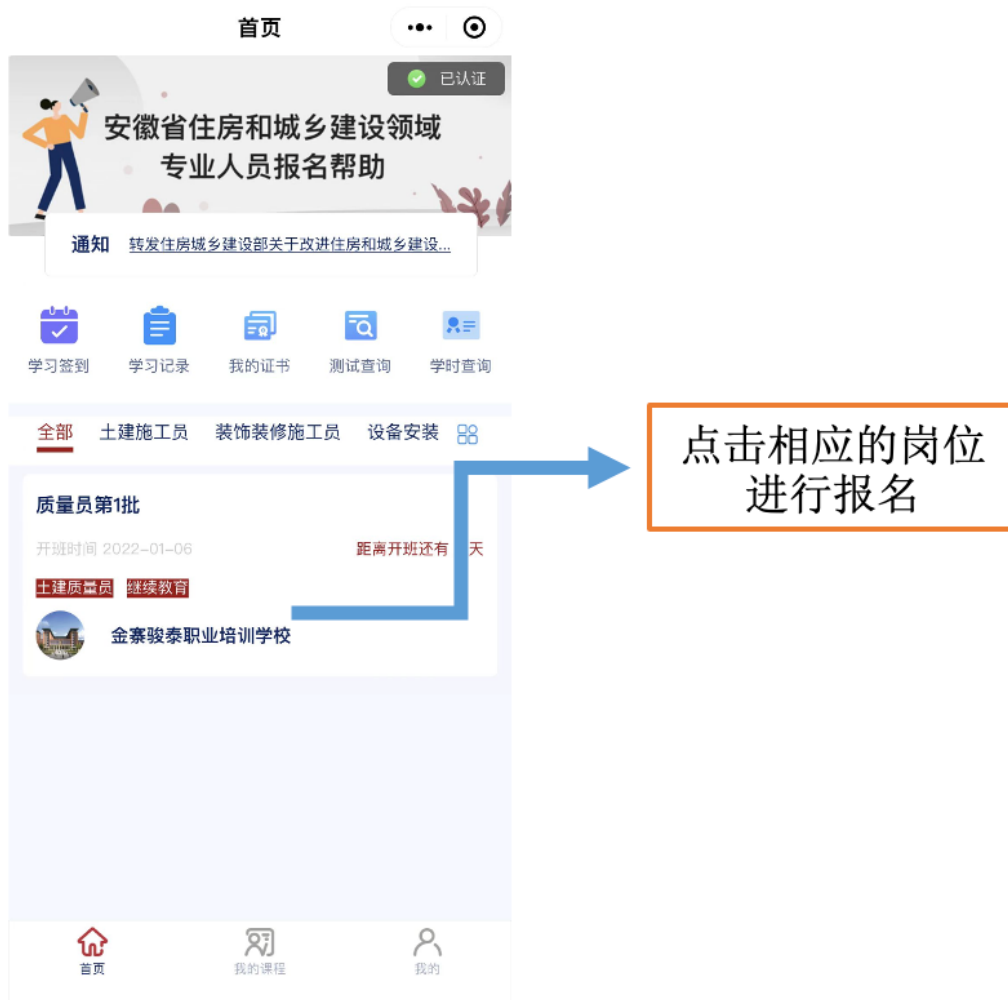 首页
已认证
安徽省住房和城乡建设领域
专业人员报名帮助
通知 转发住房城乡建设部关于改进住房和城乡建设...
学习签到 学习记录 我的证书 测试查询 学时查询
全部 土建施工员 装饰装修施工员 设备安装
质量员第1批
开班时间 2022-01-06 距离开班还有 天
土建质量员 继续教育
金寨骏泰职业培训学校
点击相应的岗位
进行报名
首页 我的课程 我的